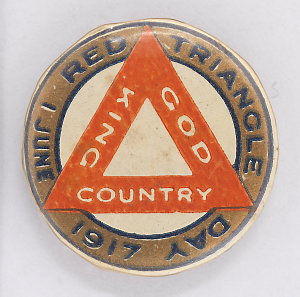 1 JUNE RED TRIANGLE DAY 1917
KING
GOD
COUNTRY